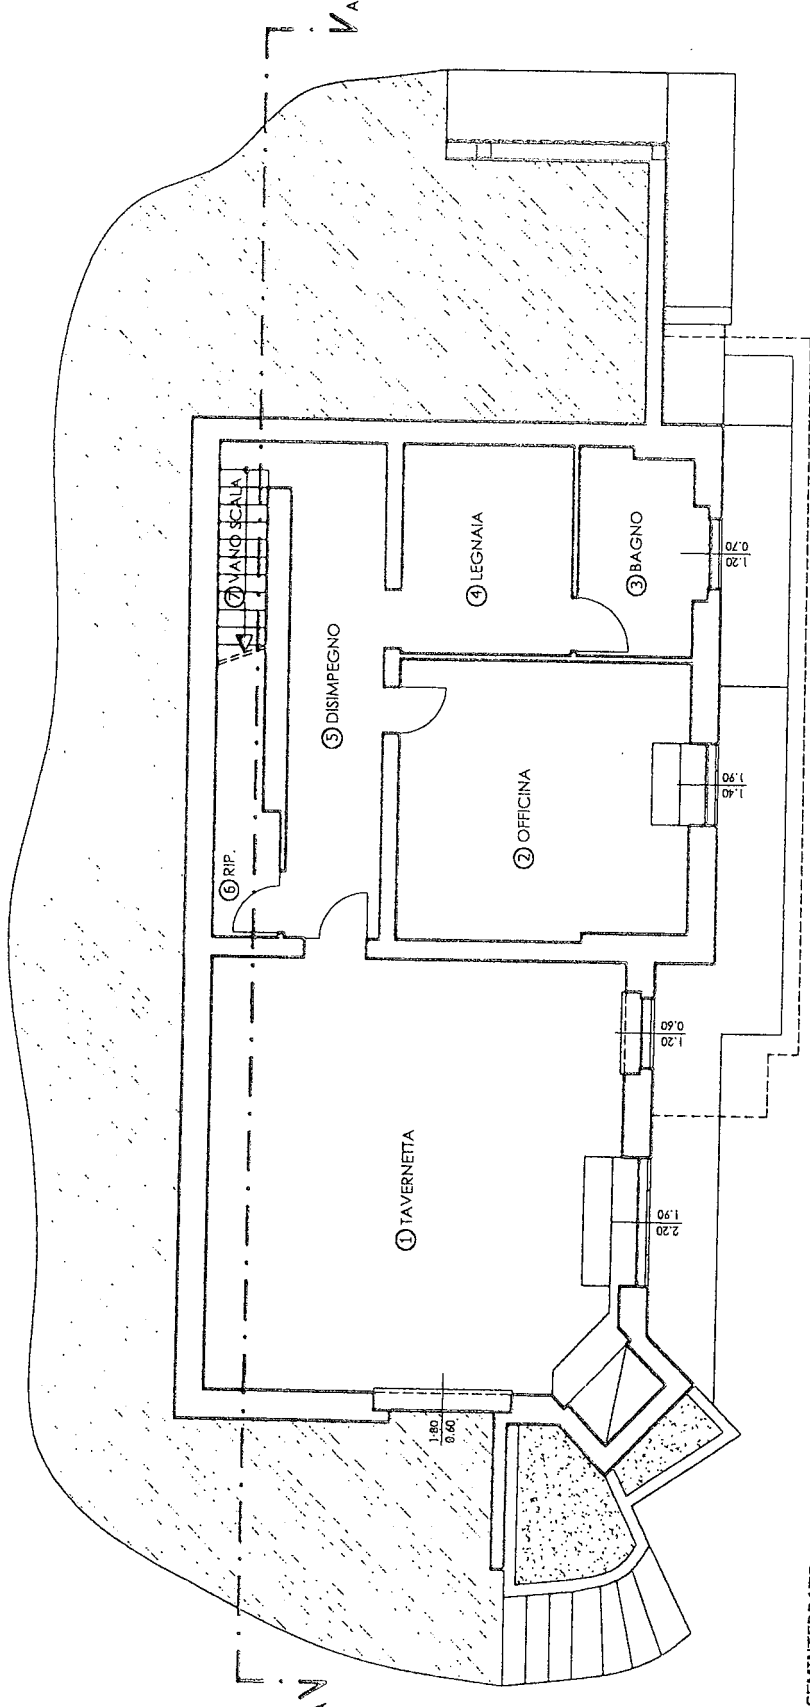 A
⑦ VANO SCALA
⑥ RIP.
⑤ DISIMPEGNO
④ LEGNAIA
③ BAGNO
② OFFICINA
① TAVERNETTA
1.20
0.70
1.40
1.90
1.20
0.60
2.20
1.90
1.80
0.60